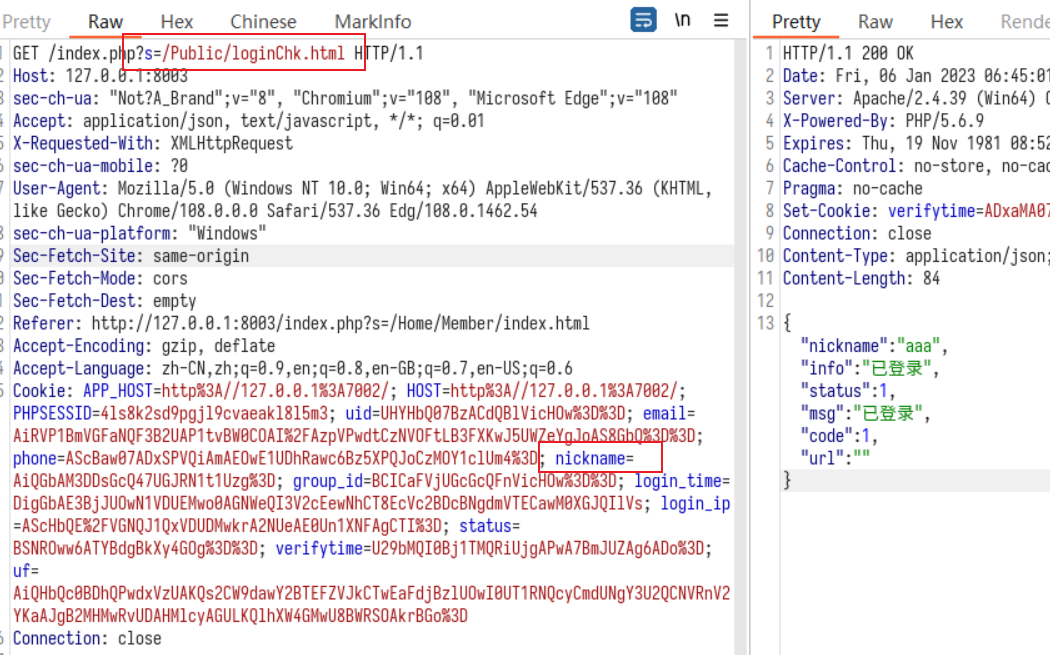 Pretty Raw Hex Chinese MarkInfo \n
Pretty Raw Hex Rende
GET /index.php?s=/Public/loginChk.html HTTP/1.1
Host: 127.0.0.1:8003
sec-ch-ua: "Not?A_Brand";v="8", "Chromium";v="108", "Microsoft Edge";v="108"
Accept: application/json, text/javascript, */*; q=0.01
X-Requested-With: XMLHttpRequest
sec-ch-ua-mobile: ?0
User-Agent: Mozilla/5.0 (Windows NT 10.0; Win64; x64) AppleWebKit/537.36 (KHTML,
like Gecko) Chrome/108.0.0.0 Safari/537.36 Edg/108.0.1462.54
sec-ch-ua-platform: "Windows"
Sec-Fetch-Site: same-origin
Sec-Fetch-Mode: cors
Sec-Fetch-Dest: empty
Referer: http://127.0.0.1:8003/index.php?s=/Home/Member/index.html
Accept-Encoding: gzip, deflate
Accept-Language: zh-CN,zh;q=0.9,en;q=0.8,en-GB;q=0.7,en-US;q=0.6
Cookie: APP_HOST=http%3A//127.0.0.1%3A7002/; HOST=http%3A//127.0.0.1%3A7002/;
PHPSESSID=4ls8k2sd9pgjl9cvaeakl8l5m3; uid=UHYHbQ07BzACdQBlVicHOw%3D%3D; email=
AiRVP1BmVGFaNQF3B2UAP1tvBW0COAI%2FAzpVPwdtCzNVOFtLB3FXKwJ5UWZeYgJoAS8GbQ%3D%3D;
phone=AScBaw07ADxSPVQiAmAEOwE1UDhRawc6Bz5XPQJoCzMOY1clUm4%3D; nickname=
AiQGbAM3DDsGcQ47UGJRN1t1Uzg%3D; group_id=BCICaFVjUGcGcQFnVicHOw%3D%3D; login_time=
DigGbAE3BjJUOwN1VDUEMwo0AGNWeQI3V2cEewNhCT8EcVc2BDcBNgdmVTECawM0XGJQIlVs; login_ip
=AScHbQE%2FVGNQJ1QxVDUDMwkrA2NUeAE0Un1XNFAgCTI%3D; status=
BSNROww6ATYBdgBkXy4GOg%3D%3D; verifytime=U29bMQI0Bj1TMQRiUjgAPwA7BmJUZAg6ADo%3D;
uf=
AiQHbQc0BDhQPwdxVzUAKQs2CW9dawY2BTEFZVJkCTwEaFdjBzlUOwI0UT1RNQcyCmdUNgY3U2QCNVRnV2
YKaAJgB2MHMwRvUDAHMlcyAGULKQlhXW4GMwU8BWRSOAkrBGo%3D
Connection: close
1 HTTP/1.1 200 OK
2 Date: Fri, 06 Jan 2023 06:45:01
3 Server: Apache/2.4.39 (Win64) O
4 X-Powered-By: PHP/5.6.9
5 Expires: Thu, 19 Nov 1981 08:52
6 Cache-Control: no-store, no-cac
7 Pragma: no-cache
8 Set-Cookie: verifytime=ADxaMA07
9 Connection: close
10 Content-Type: application/json;
11 Content-Length: 84
12
13 {
"nickname":"aaa",
"info":"已登录",
"status":1,
"msg":"已登录",
"code":1,
"url":""
}